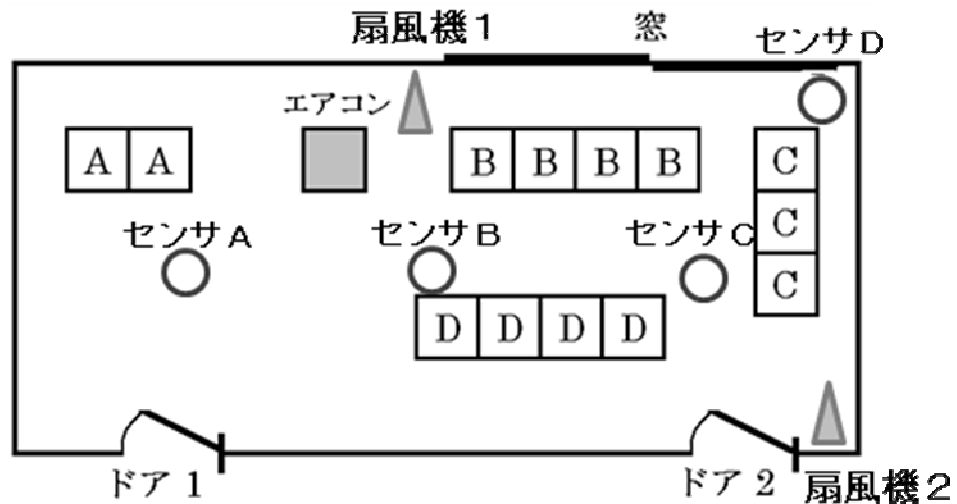 扇風機1
窓
センサD
エアコン
A A
B B B B
C
C
C
センサA
センサB
センサC
D D D D
ドア 1
ドア 2
扇風機2